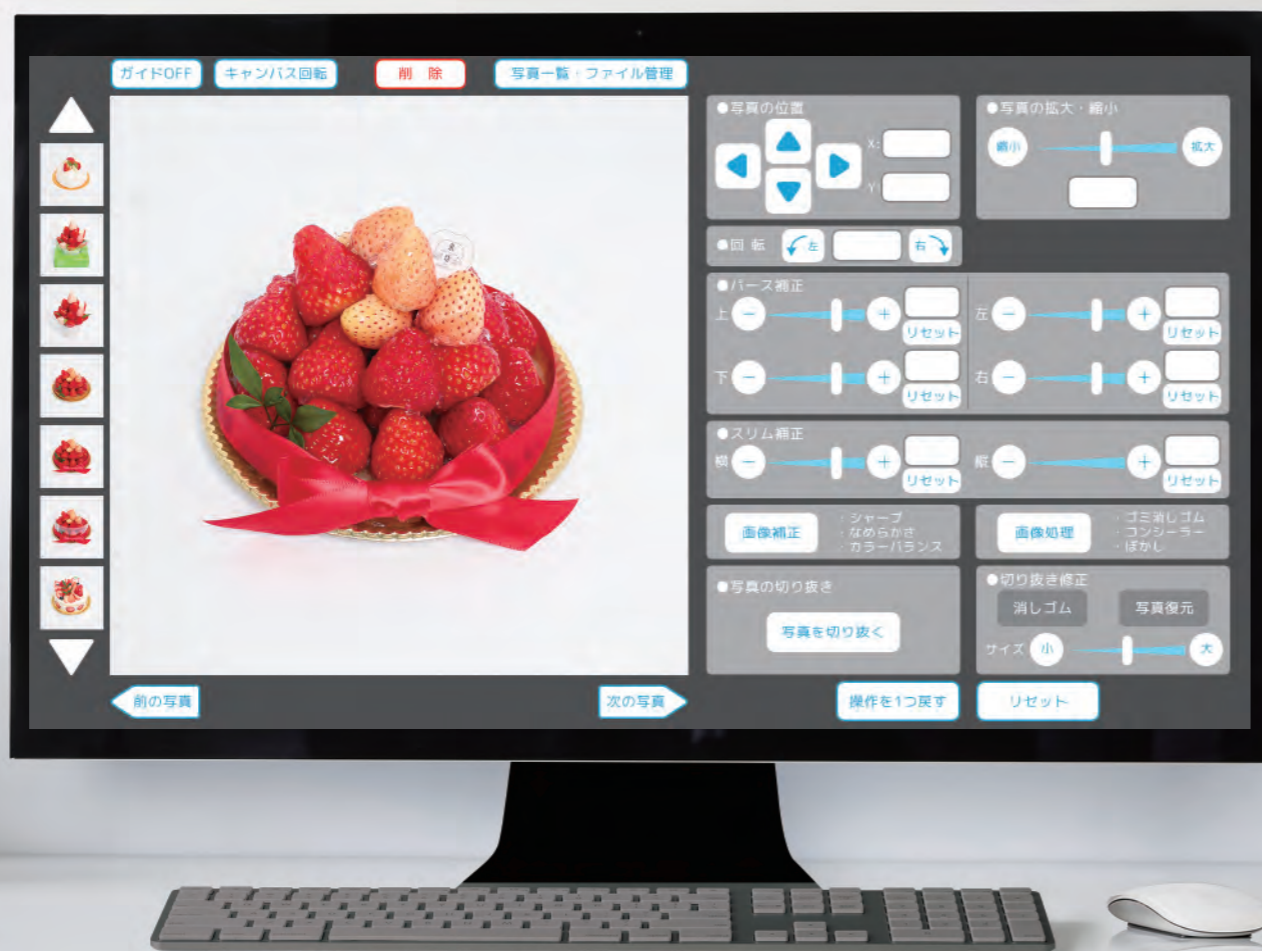 ガイドOFF
キャンバス回転
削 除
写真一覧・ファイル管理
●写真の位置
X:
Y:
●写真の拡大・縮小
縮小
拡大
●回 転
左
右
●パース補正
上
－
＋
リセット
左
－
＋
リセット
下
－
＋
リセット
右
－
＋
リセット
●スリム補正
横
－
＋
リセット
縦
－
＋
リセット
画像補正
・シャープ
・なめらかさ
・カラーバランス
画像処理
・ゴミ消しゴム
・コンシーラー
・ぼかし
●写真の切り抜き
写真を切り抜く
●切り抜き修正
消しゴム
写真復元
サイズ
小
大
前の写真
次の写真
操作を1つ戻す
リセット